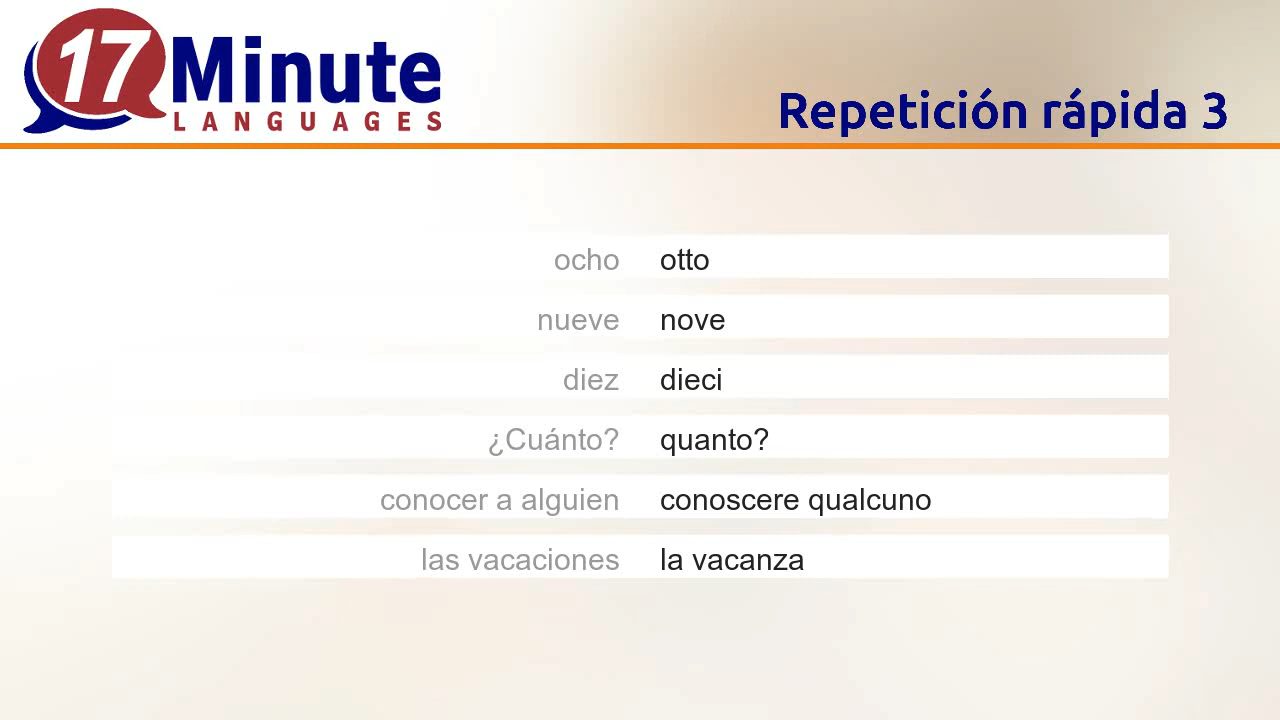 17 Minute
LANGUAGES
Repetición rápida 3
ocho otto
nueve nove
diez dieci
¿Cuánto? quanto?
conocer a alguien conoscere qualcuno
las vacaciones la vacanza